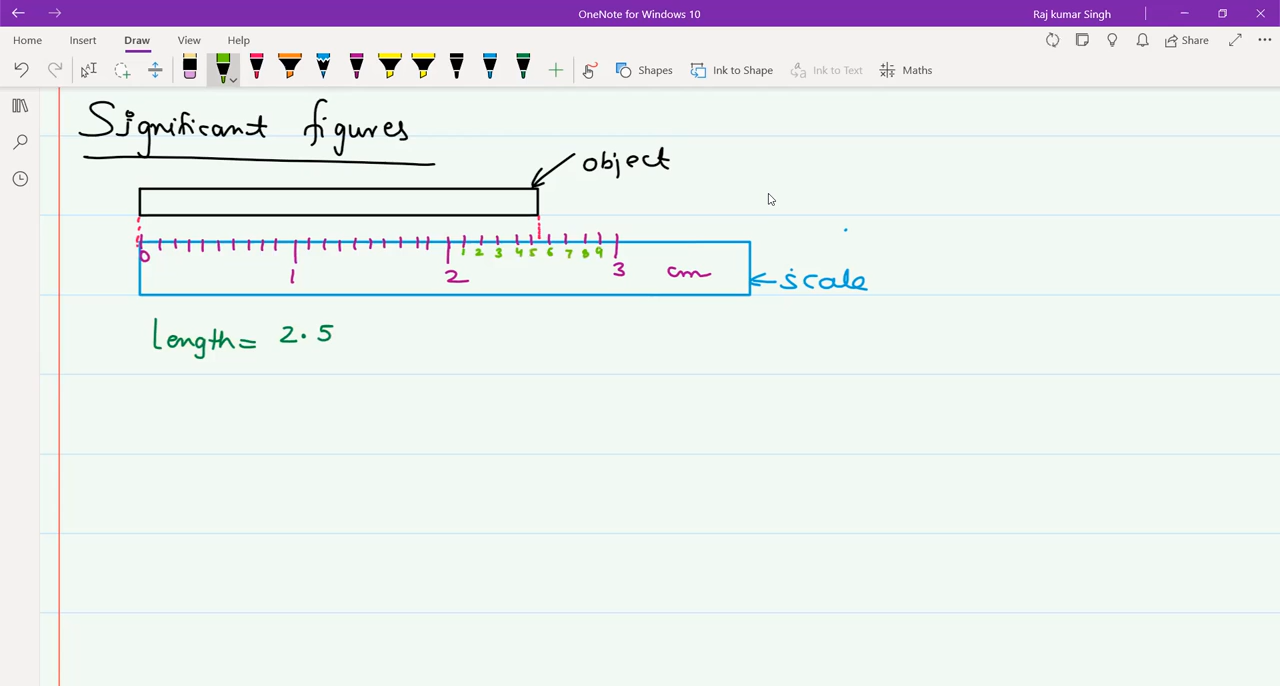 OneNote for Windows 10
Raj kumar Singh
Home Insert Draw View Help
Share
Shapes Ink to Shape Ink to Text Maths
Significant figures
object
0 1 2 1 2 3 4 5 6 7 8 9 3 cm
scale
length= 2.5